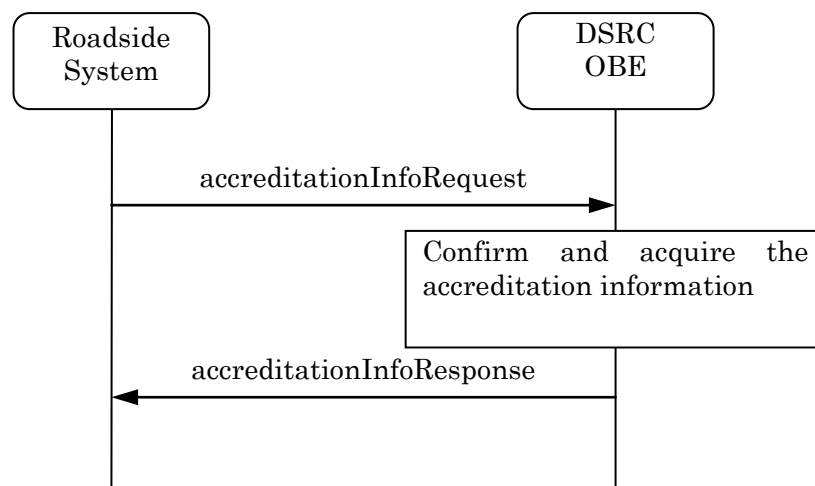 Roadside
System
DSRC
OBE
accreditationInfoRequest
Confirm and acquire the
accreditation information
accreditationInfoResponse